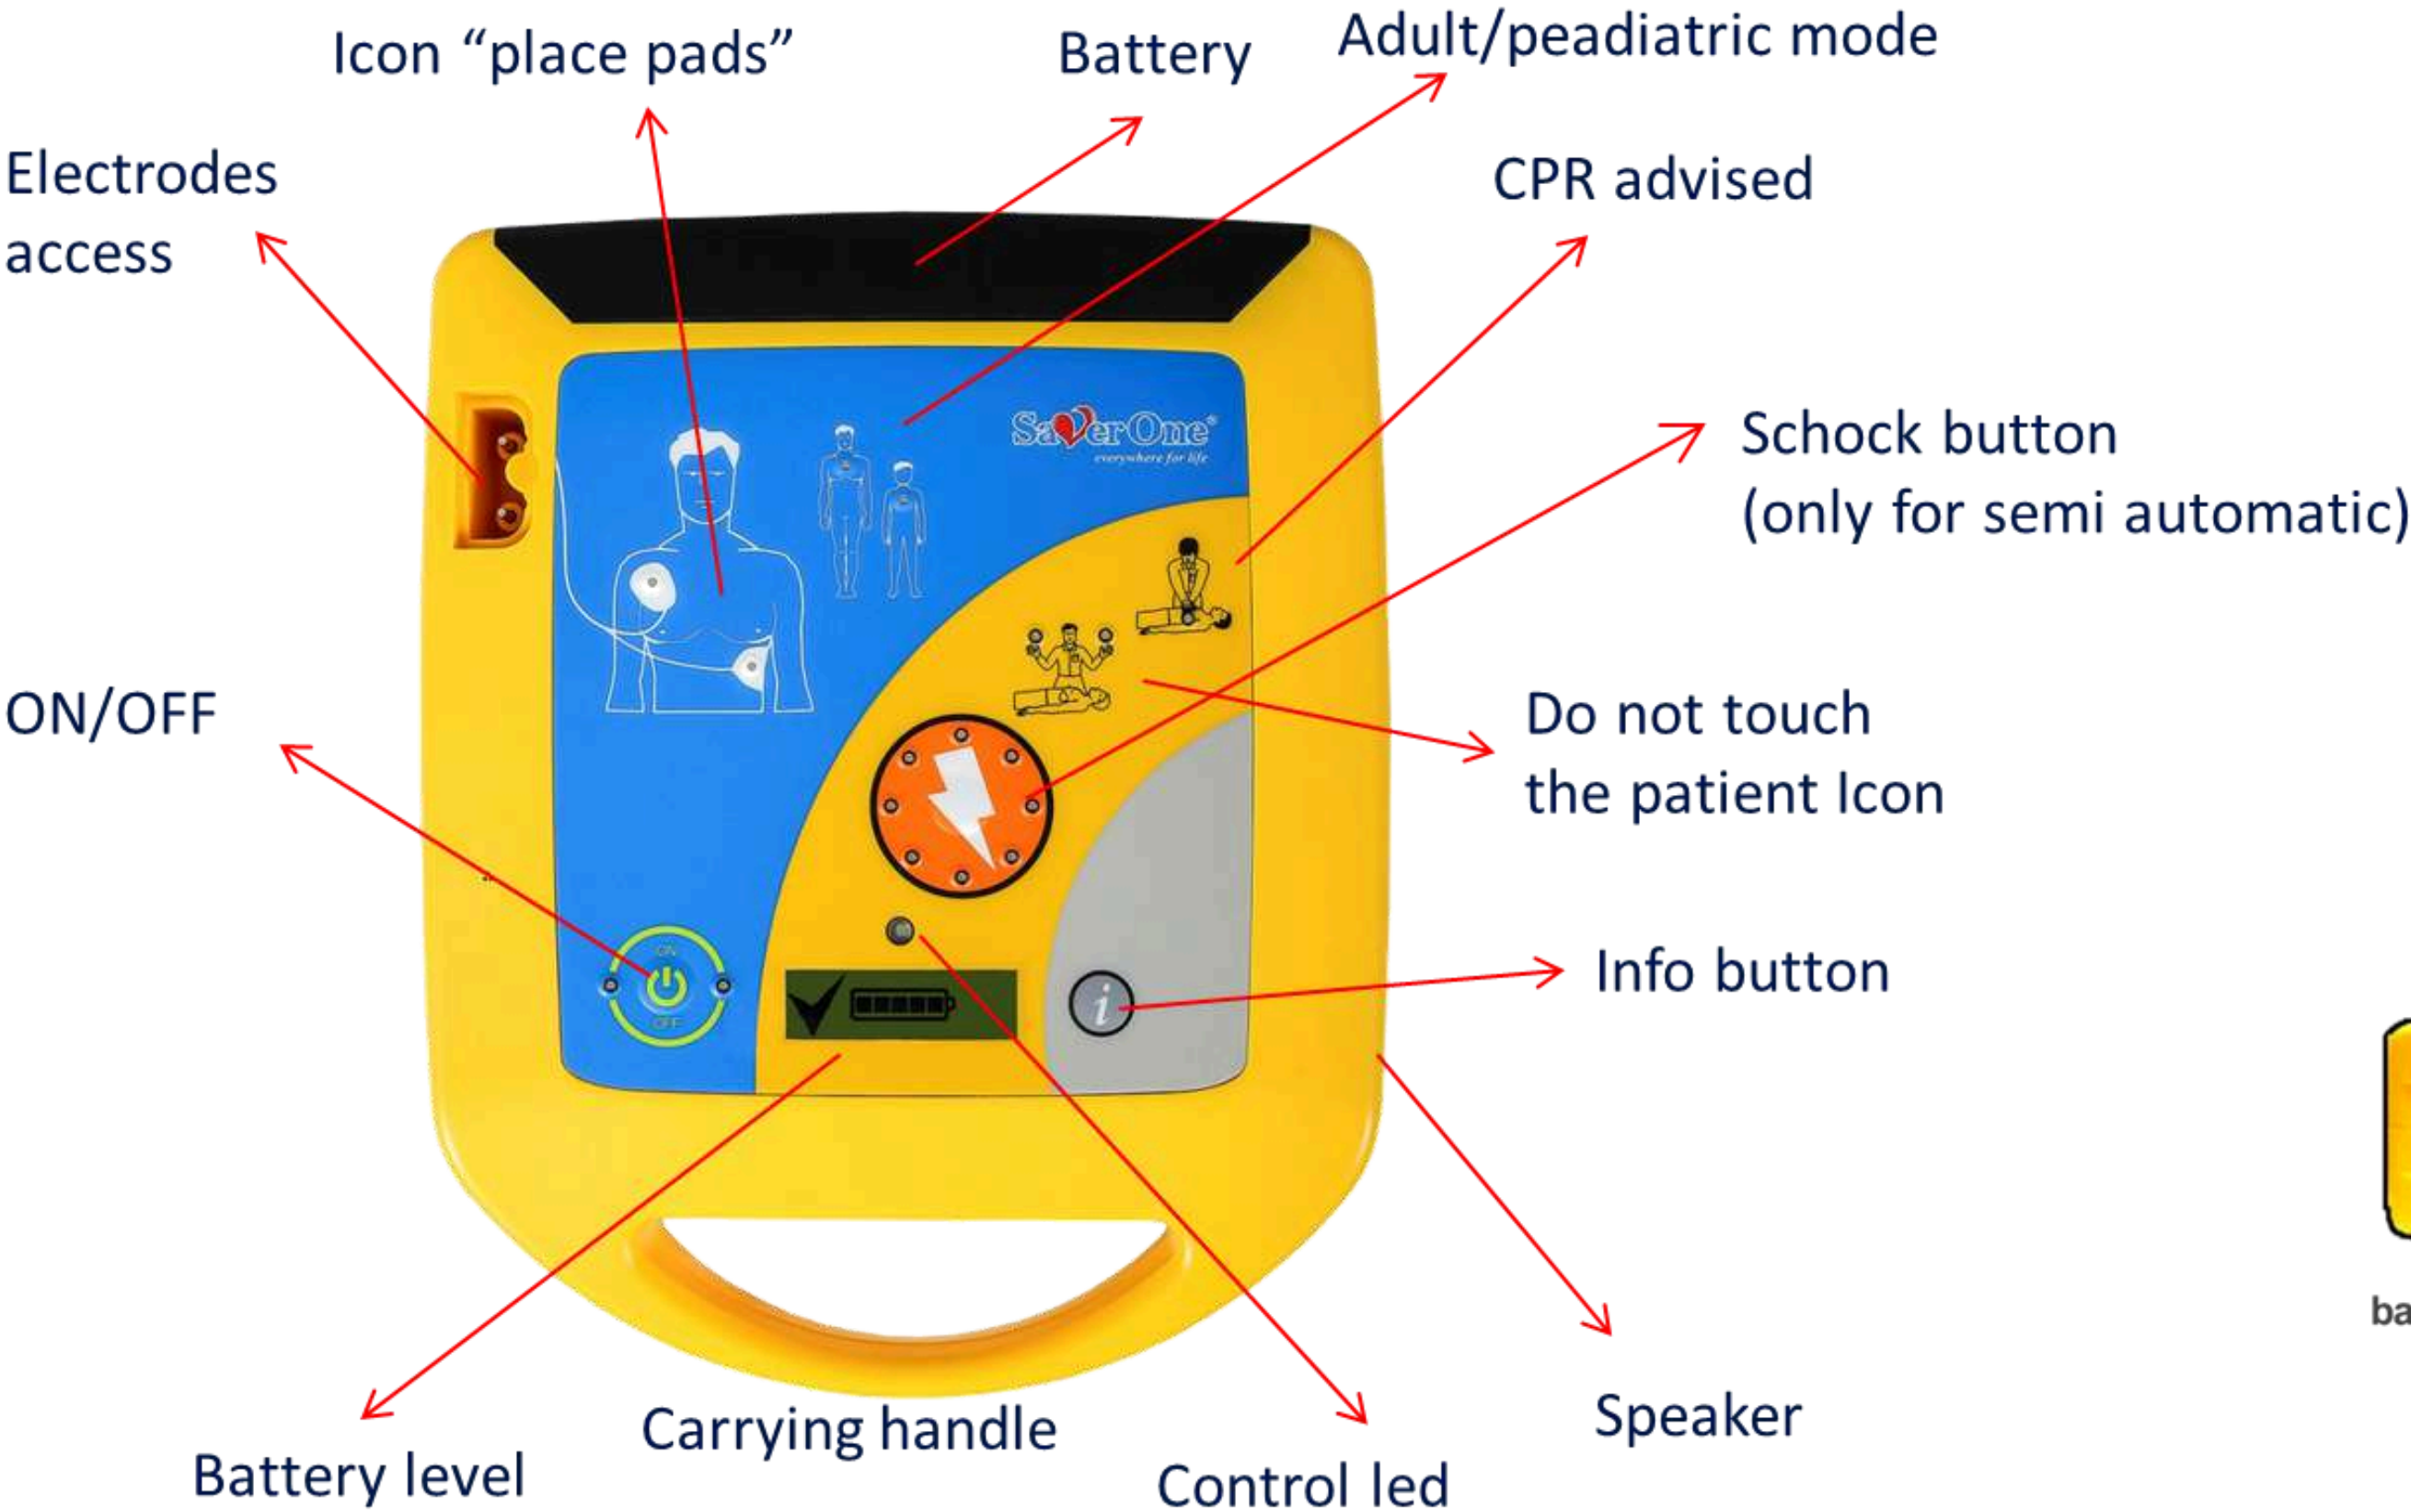 Icon “place pads”
Battery
Adult/peadiatric mode
Electrodes
access
CPR advised
SaverOne®
everywhere for life
Schock button
(only for semi automatic)
ON/OFF
Do not touch
the patient Icon
ON
OFF
i
Info button
ba
Speaker
Carrying handle
Battery level
Control led